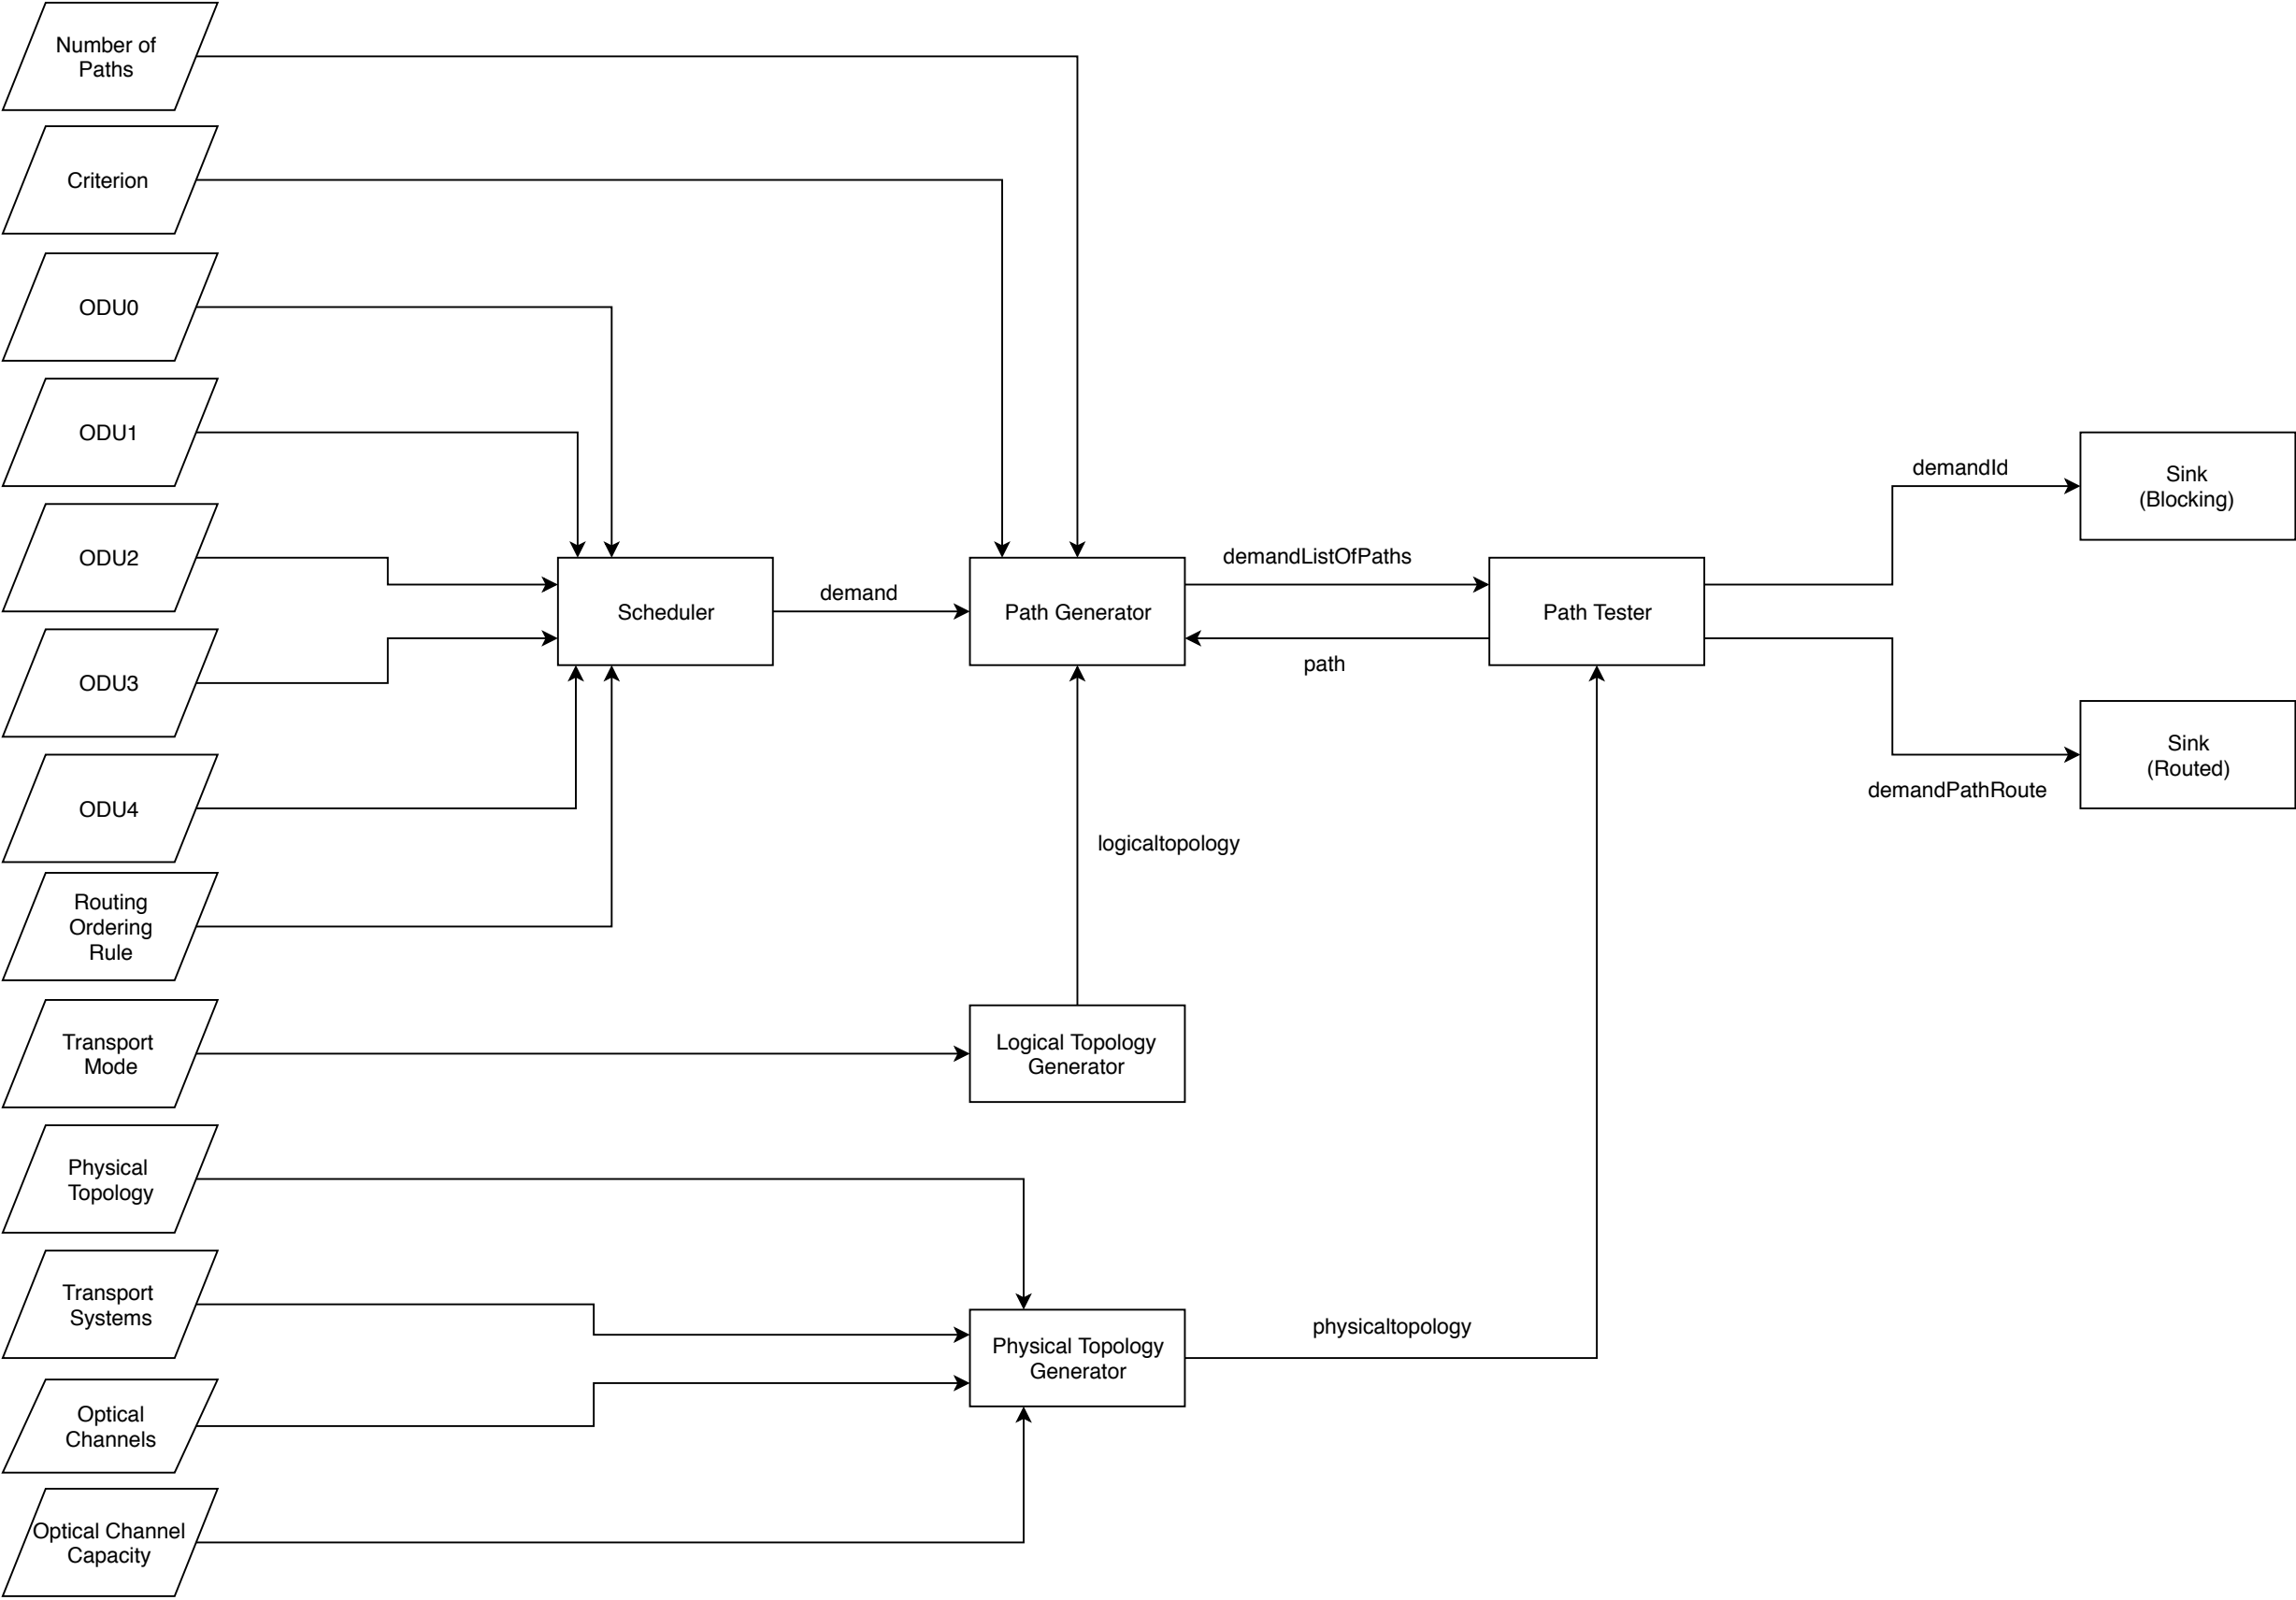 Number of
Paths
Criterion
ODU0
ODU1
ODU2
ODU3
ODU4
Routing
Ordering
Rule
Transport
Mode
Physical
Topology
Transport
Systems
Optical
Channels
Optical Channel
Capacity
Scheduler
demand
Path Generator
demandListOfPaths
path
Path Tester
demandId
Sink
(Blocking)
Sink
(Routed)
demandPathRoute
logicaltopology
Logical Topology
Generator
Physical Topology
Generator
physicaltopology